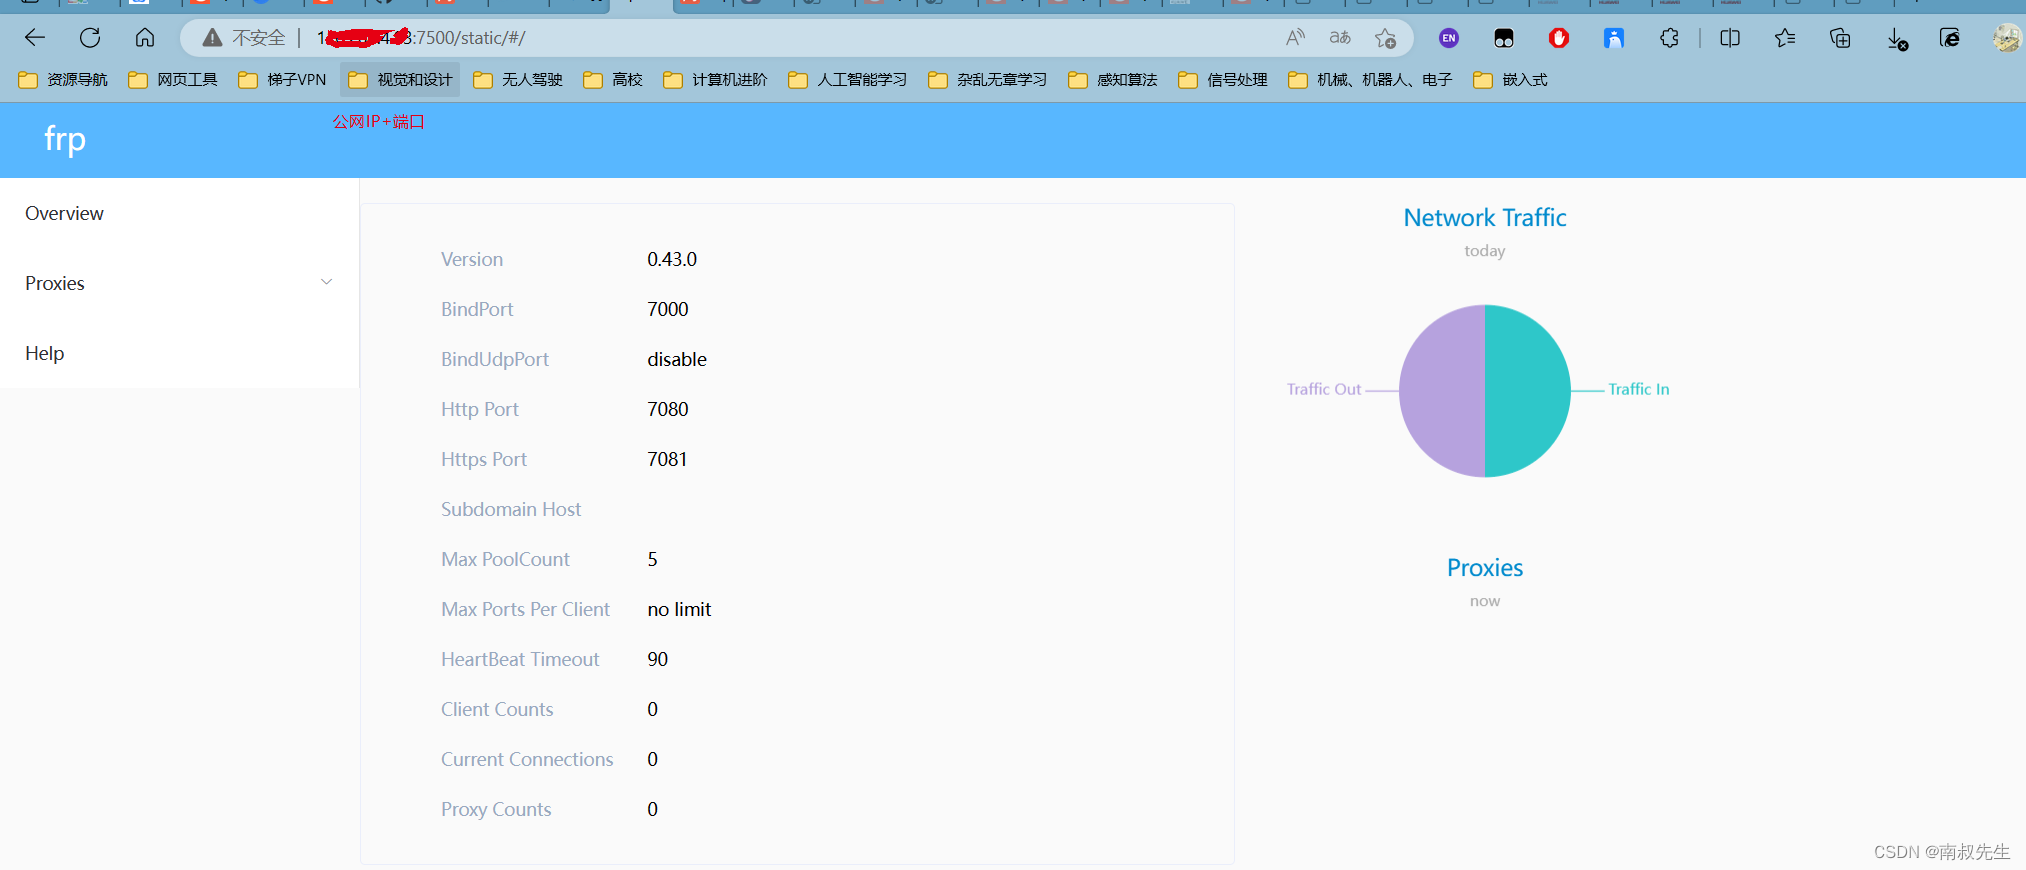 不安全 | :7500/static/#/
EN
资源导航 网页工具 梯子VPN 视觉和设计 无人驾驶 高校 计算机进阶 人工智能学习 杂乱无章学习 感知算法 信号处理 机械、机器人、电子 嵌入式
公网IP+端口
frp
Overview
Proxies
Help
Version 0.43.0
BindPort 7000
BindUdpPort disable
Http Port 7080
Https Port 7081
Subdomain Host
Max PoolCount 5
Max Ports Per Client no limit
HeartBeat Timeout 90
Client Counts 0
Current Connections 0
Proxy Counts 0
Network Traffic
today
Traffic Out
Traffic In
Proxies
now
CSDN @南叔先生